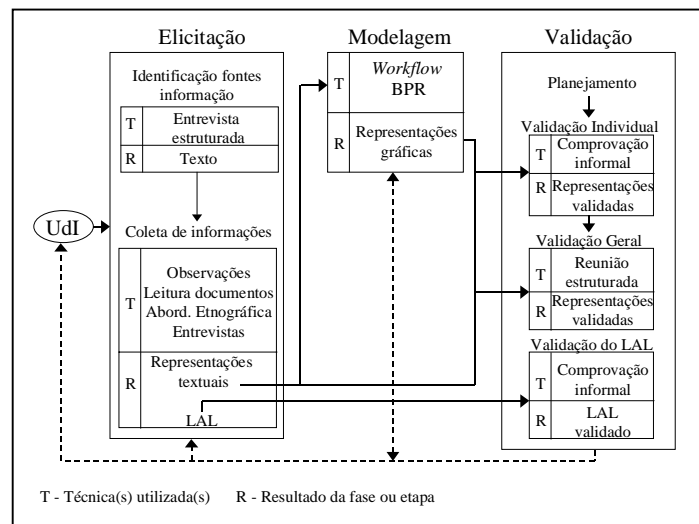 Elicitação
Identificação fontes
informação
T
Entrevista
estruturada
R
Texto
UdI
Coleta de informações
T
Observações
Leitura documentos
Abord. Etnográfica
Entrevistas
R
Representações
textuais
LAL
Modelagem
T
Workflow
BPR
R
Representações
gráficas
Validação
Planejamento
Validação Individual
T
Comprovação
informal
R
Representações
validadas
Validação Geral
T
Reunião
estruturada
R
Representações
validadas
Validação do LAL
T
Comprovação
informal
R
LAL
validado
T - Técnica(s) utilizada(s) R - Resultado da fase ou etapa